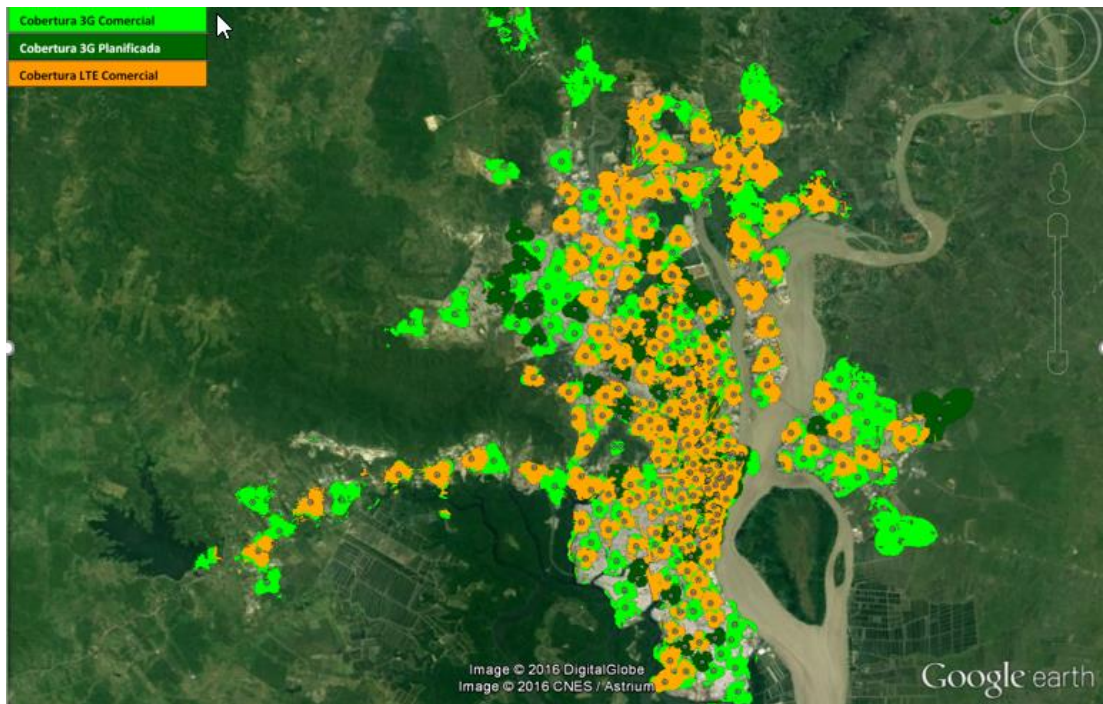 Cobertura 3G Comercial
Cobertura 3G Planificada
Cobertura LTE Comercial
Image © 2016 DigitalGlobe
Image © 2016 CNES / Astrium
Google earth